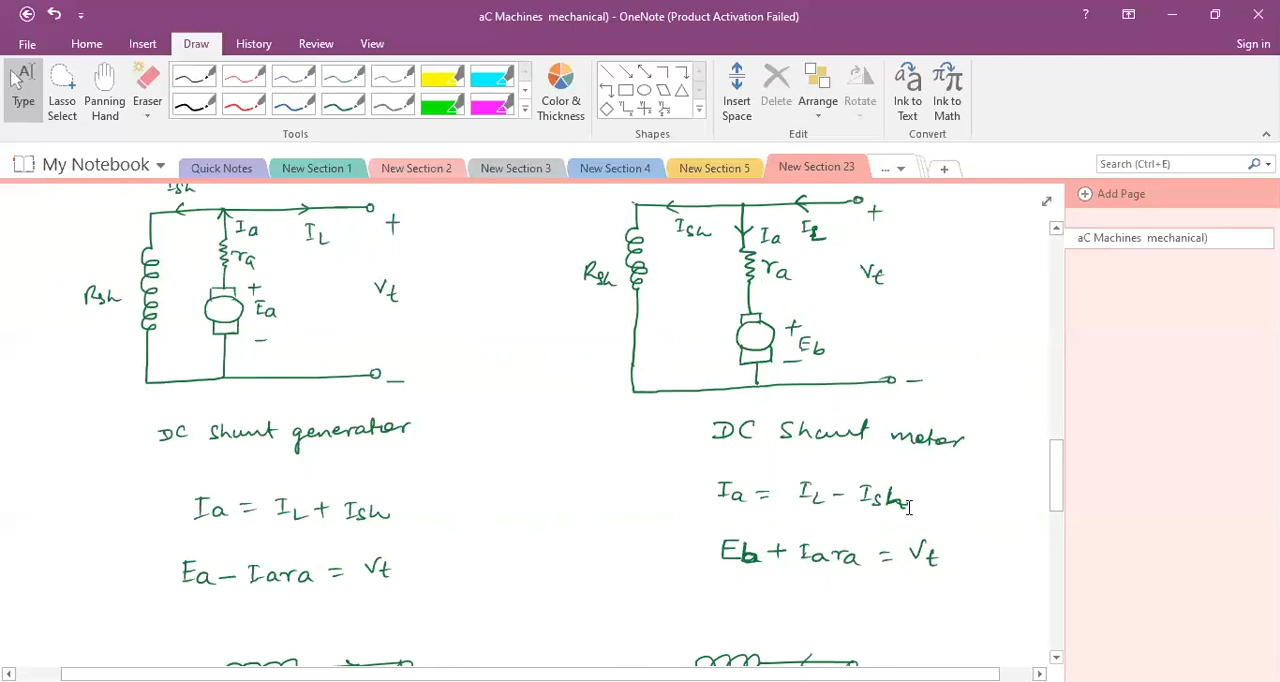 aC Machines mechanical) - OneNote (Product Activation Failed)
?
File Home Insert Draw History Review View
Sign in
Type
Lasso Select
Panning Hand
Eraser
Color & Thickness
Insert Space
Delete
Arrange
Rotate
Ink to Text
Ink to Math
Tools
Shapes
Edit
Convert
My Notebook
Quick Notes
New Section 1
New Section 2
New Section 3
New Section 4
New Section 5
New Section 23
...
Search (Ctrl+E)
Add Page
aC Machines mechanical)
Ish
Ia
IL
+
ra
Rsh
+
Ea
-
Vt
-
DC Shunt generator
Ia = IL + Ish
Ea - Iara = Vt
Ish
Ia
IL
+
ra
Rsh
Vt
+
Eb
-
-
DC Shunt motor
Ia = IL - Ish
Eb + Iara = Vt